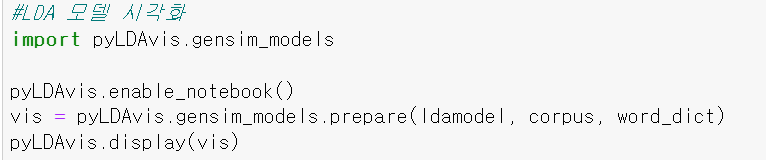 #LDA 모델 시각화
import pyLDAvis.gensim_models
pyLDAvis.enable_notebook()
vis = pyLDAvis.gensim_models.prepare(ldamodel, corpus, word_dict)
pyLDAvis.display(vis)